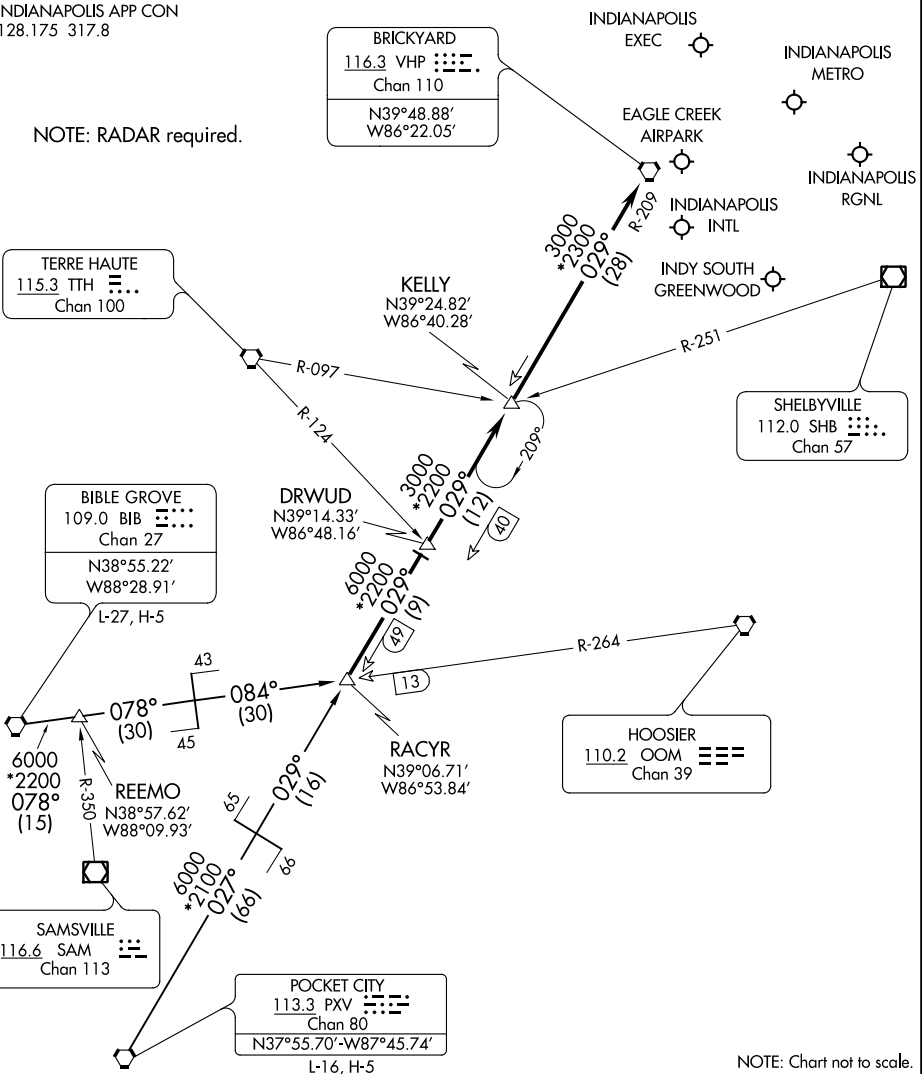 INDIANAPOLIS APP CON
128.175 317.8
NOTE: RADAR required.
BRICKYARD
116.3 VHP
Chan 110
N39°48.88'
W86°22.05'
INDIANAPOLIS
EXEC
INDIANAPOLIS
METRO
EAGLE CREEK
AIRPARK
INDIANAPOLIS
RGNL
INDIANAPOLIS
INTL
INDY SOUTH
GREENWOOD
R-209
3000
*2300
029°
(28)
TERRE HAUTE
115.3 TTH
Chan 100
KELLY
N39°24.82'
W86°40.28'
R-097
R-124
R-251
SHELBYVILLE
112.0 SHB
Chan 57
209°
3000
*2200
029°
(12)
40
BIBLE GROVE
109.0 BIB
Chan 27
N38°55.22'
W88°28.91'
L-27, H-5
DRWUD
N39°14.33'
W86°48.16'
6000
*2200
029°
(9)
49
13
R-264
HOOSIER
110.2 OOM
Chan 39
43
45
078°
(30)
084°
(30)
RACYR
N39°06.71'
W86°53.84'
6000
*2200
078°
(15)
REEMO
N38°57.62'
W88°09.93'
R-350
029°
(16)
65
66
6000
*2100
027°
(66)
SAMSVILLE
116.6 SAM
Chan 113
POCKET CITY
113.3 PXV
Chan 80
N37°55.70'-W87°45.74'
L-16, H-5
NOTE: Chart not to scale.